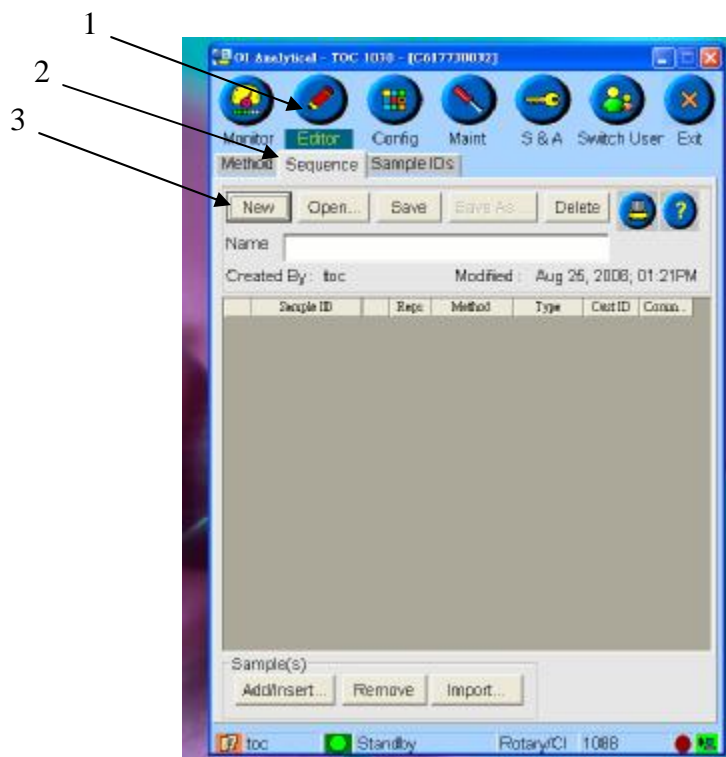 1
2
3
OI Analytical - TOC 1030 - [C617730032]
Monitor Editor Config Maint S & A Switch User Exit
Method Sequence Sample IDs
New Open... Save Save As... Delete ?
Name
Created By: toc Modified: Aug 25, 2006, 01:21PM
Sample ID Reps Method Type Cust ID Comm...
Sample(s)
Add/Insert... Remove Import...
toc Standby Rotary/CI 1088